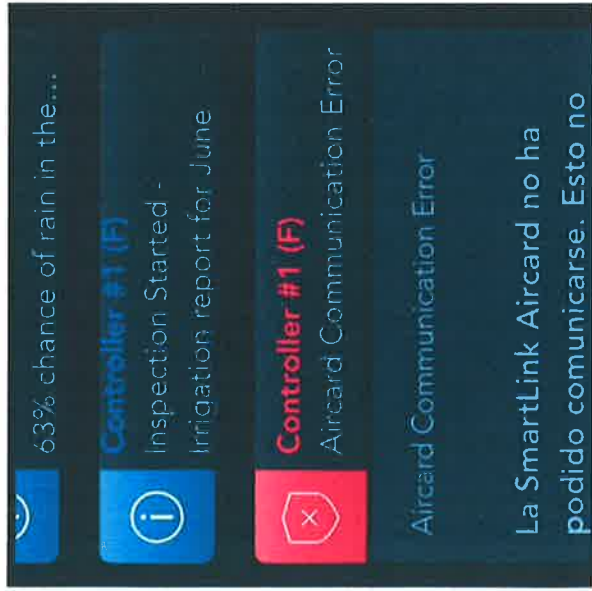 63% chance of rain in the...
Controller #1 (F)
Inspection Started -
Irrigation report for June
Controller #1 (F)
Aircard Communication Error
Aircard Communication Error
La SmartLink Aircard no ha
podido comunicarse. Esto no